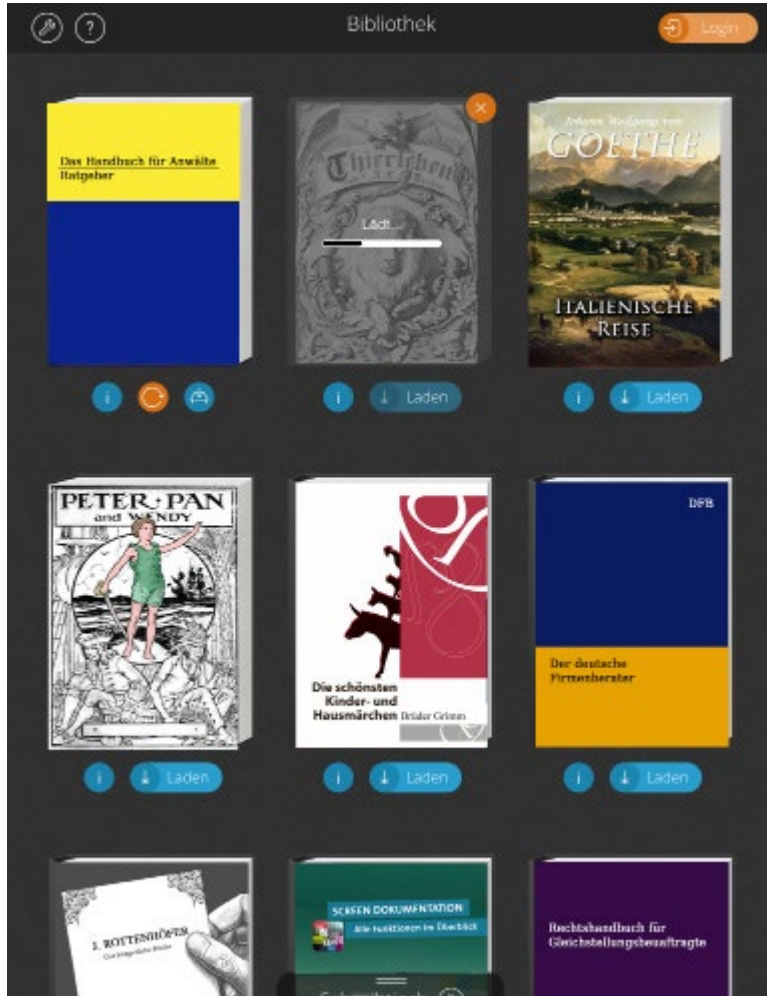 ?
Bibliothek
Login
Das Handbuch für Anwälte
Ratgeber
Thierleben
Lädt...
Johann Wolfgang von
GOETHE
ITALIENISCHE
REISE
i
i
Laden
i
Laden
PETER PAN
and WENDY
Die schönsten
Kinder- und
Hausmärchen Brüder Grimm
DFB
Der deutsche
Firmenberater
i
Laden
i
Laden
i
Laden
J. ROTTENHÖFER
SCREEN DOKUMENTATION
Alle Funktionen im Überblick
Rechtshandbuch für
Gleichstellungsbeauftragte